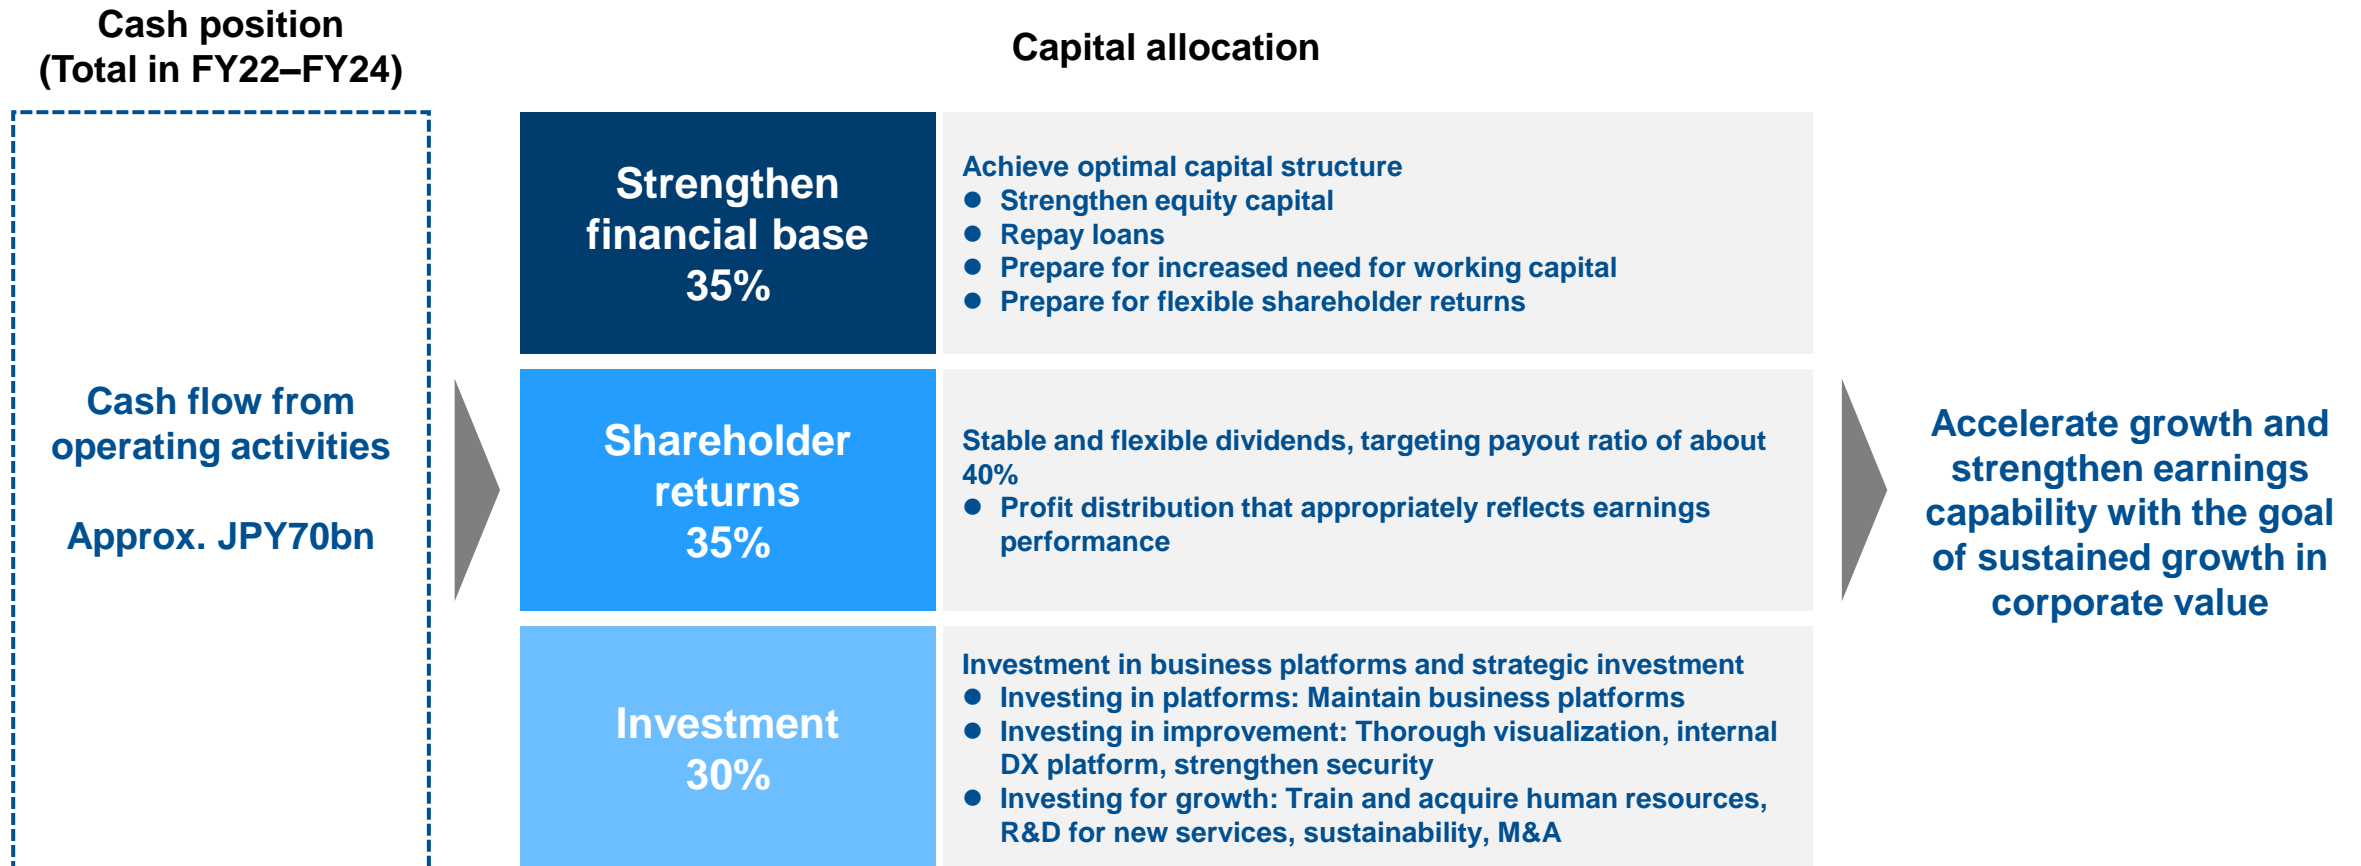 Cash position
(Total in FY22–FY24)
Capital allocation
Cash flow from
operating activities
Approx. JPY70bn
Strengthen
financial base
35%
Achieve optimal capital structure
● Strengthen equity capital
● Repay loans
● Prepare for increased need for working capital
● Prepare for flexible shareholder returns
Shareholder
returns
35%
Stable and flexible dividends, targeting payout ratio of about
40%
● Profit distribution that appropriately reflects earnings
performance
Investment
30%
Investment in business platforms and strategic investment
● Investing in platforms: Maintain business platforms
● Investing in improvement: Thorough visualization, internal
DX platform, strengthen security
● Investing for growth: Train and acquire human resources,
R&D for new services, sustainability, M&A
Accelerate growth and
strengthen earnings
capability with the goal
of sustained growth in
corporate value